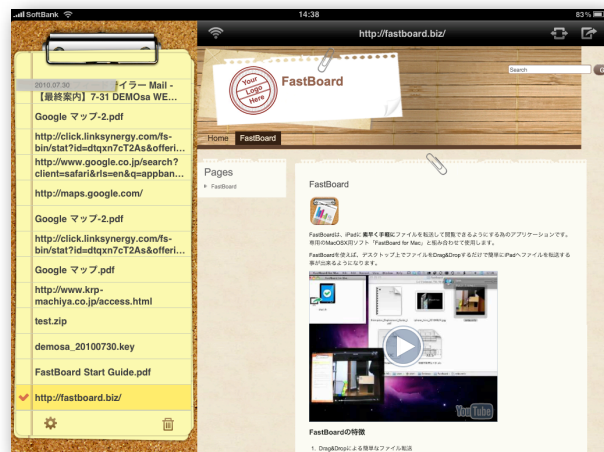 SoftBank
14:38
83%
2010.07.30
イラー Mail -
【最終案内】7-31 DEMOsa WE...
Google マップ-2.pdf
http://click.linksynergy.com/fs-
bin/stat?id=dtqxn7cT2As&offeri...
http://www.google.co.jp/search?
client=safari&rls=en&q=appban...
http://maps.google.com/
Google マップ-2.pdf
http://click.linksynergy.com/fs-
bin/stat?id=dtqxn7cT2As&offeri...
Google マップ.pdf
http://www.krp-
machiya.co.jp/access.html
test.zip
demosa_20100730.key
FastBoard Start Guide.pdf
http://fastboard.biz/
http://fastboard.biz/
Your
Logo
Here
FastBoard
Search
Home
FastBoard
Pages
FastBoard
FastBoard
FastBoardは、iPadに素早く手軽にファイルを転送して閲覧できるようにする為のアプリケーションです。
専用のMacOSX用ソフト「FastBoard for Mac」と組み合わせて使用します。
FastBoardを使えば、デスクトップ上でファイルをDrag&Dropするだけで簡単にiPadへファイルを転送する
事が出来るようになります。
YouTube
FastBoardの特徴
1. Drag&Dropによる簡単なファイル転送